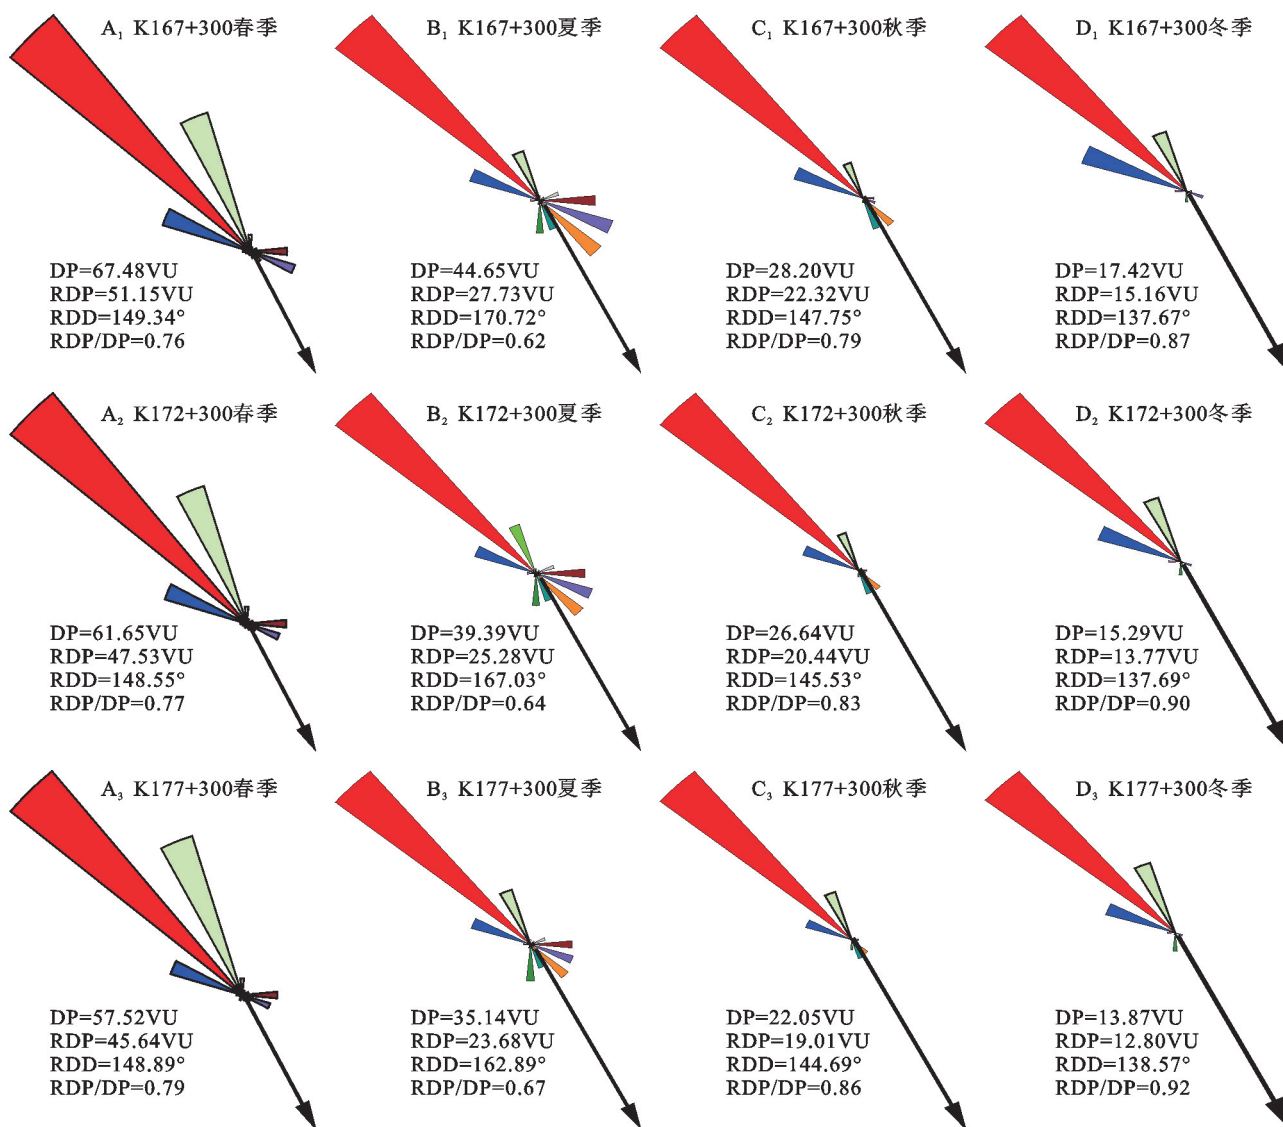 A₁ K167+300春季
DP=67.48VU
RDP=51.15VU
RDD=149.34°
RDP/DP=0.76
B₁ K167+300夏季
DP=44.65VU
RDP=27.73VU
RDD=170.72°
RDP/DP=0.62
C₁ K167+300秋季
DP=28.20VU
RDP=22.32VU
RDD=147.75°
RDP/DP=0.79
D₁ K167+300冬季
DP=17.42VU
RDP=15.16VU
RDD=137.67°
RDP/DP=0.87
A₂ K172+300春季
DP=61.65VU
RDP=47.53VU
RDD=148.55°
RDP/DP=0.77
B₂ K172+300夏季
DP=39.39VU
RDP=25.28VU
RDD=167.03°
RDP/DP=0.64
C₂ K172+300秋季
DP=26.64VU
RDP=20.44VU
RDD=145.53°
RDP/DP=0.83
D₂ K172+300冬季
DP=15.29VU
RDP=13.77VU
RDD=137.69°
RDP/DP=0.90
A₃ K177+300春季
DP=57.52VU
RDP=45.64VU
RDD=148.89°
RDP/DP=0.79
B₃ K177+300夏季
DP=35.14VU
RDP=23.68VU
RDD=162.89°
RDP/DP=0.67
C₃ K177+300秋季
DP=22.05VU
RDP=19.01VU
RDD=144.69°
RDP/DP=0.86
D₃ K177+300冬季
DP=13.87VU
RDP=12.80VU
RDD=138.57°
RDP/DP=0.92